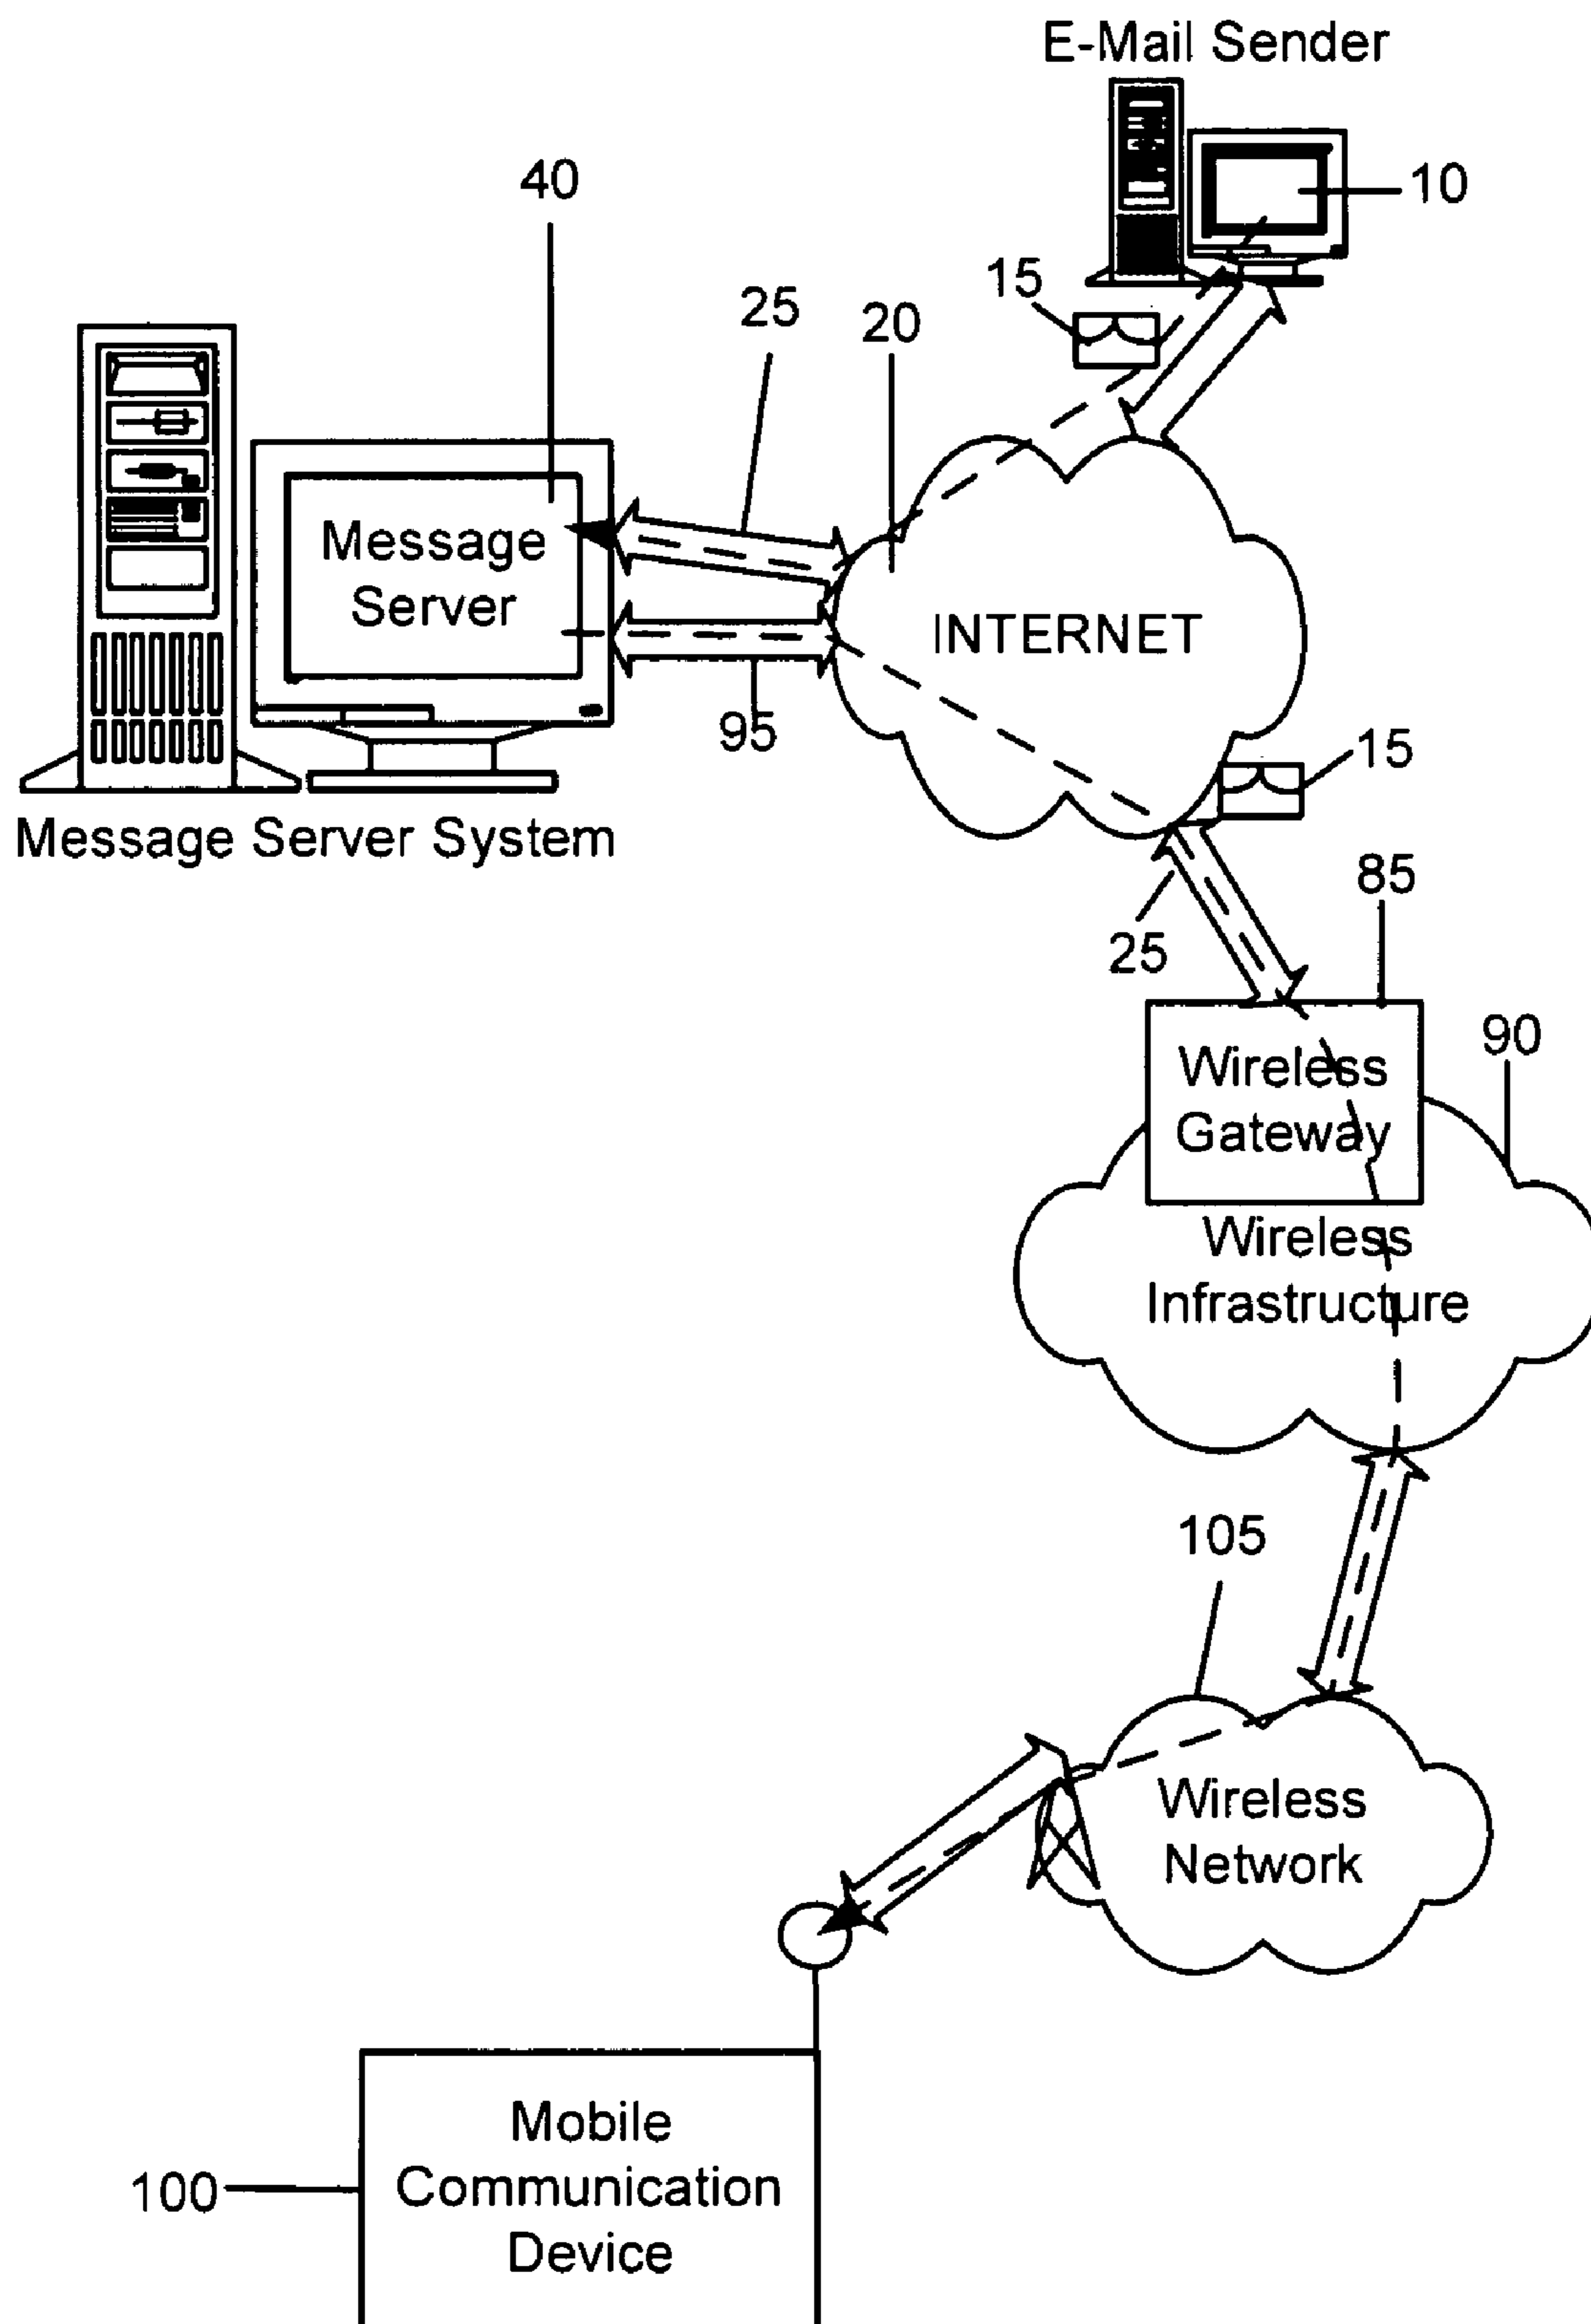 E-Mail Sender
40
10
15
25
20
Message
Server
INTERNET
95
15
Message Server System
85
25
90
Wireless
Gateway
Wireless
Infrastructure
105
Wireless
Network
Mobile
100
Communication
Device